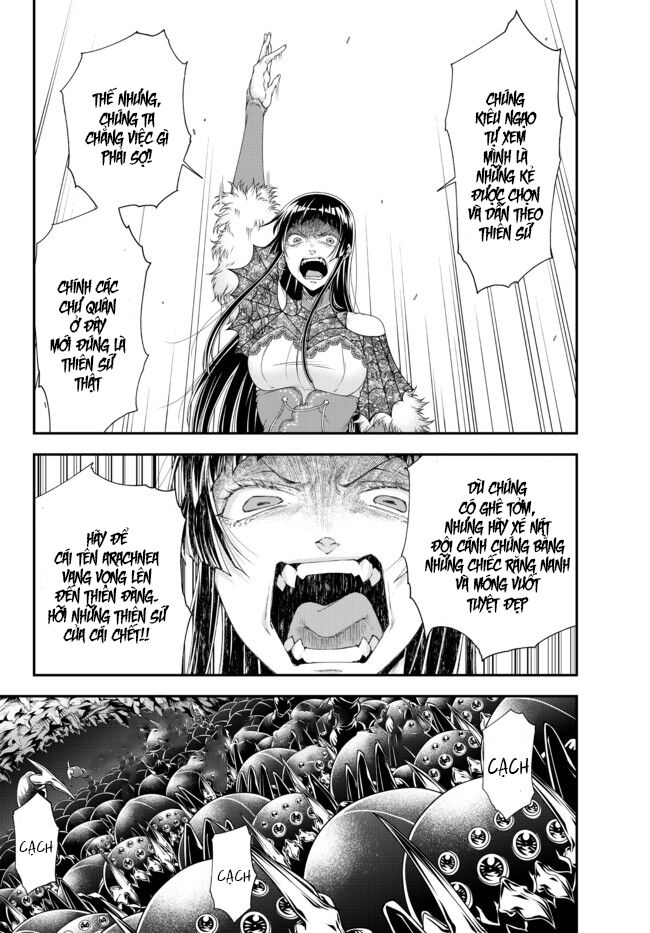 CHÚNG
KIÊU NGẠO
TỰ XEM
MÌNH LÀ
NHỮNG KẺ
ĐƯỢC CHỌN
VÀ DẪN THEO
THIÊN SỨ
THẾ NHƯNG,
CHÚNG TA
CHẲNG VIỆC GÌ
PHAI SỢ!
CHÍNH CÁC
CHƯ QUÂN
Ở ĐÂY
MỚI ĐÚNG LÀ
THIÊN SỨ
THẬT
DÙ CHÚNG
CÓ GHÊ TỞM,
NHƯNG HÃY XÉ NÁT
ĐÔI CÁNH CHÚNG BẰNG
NHỮNG CHIẾC RĂNG NANH
VÀ MÓNG VUỐT
TUYỆT ĐẸP
HÃY ĐỂ
CÁI TÊN ARACHNEA
VANG VỌNG LÊN
ĐẾN THIÊN ĐÀNG
HỠI NHỮNG THIÊN SỨ
CỦA CÁI CHẾT!!
CẠCH
CẠCH
CẠCH